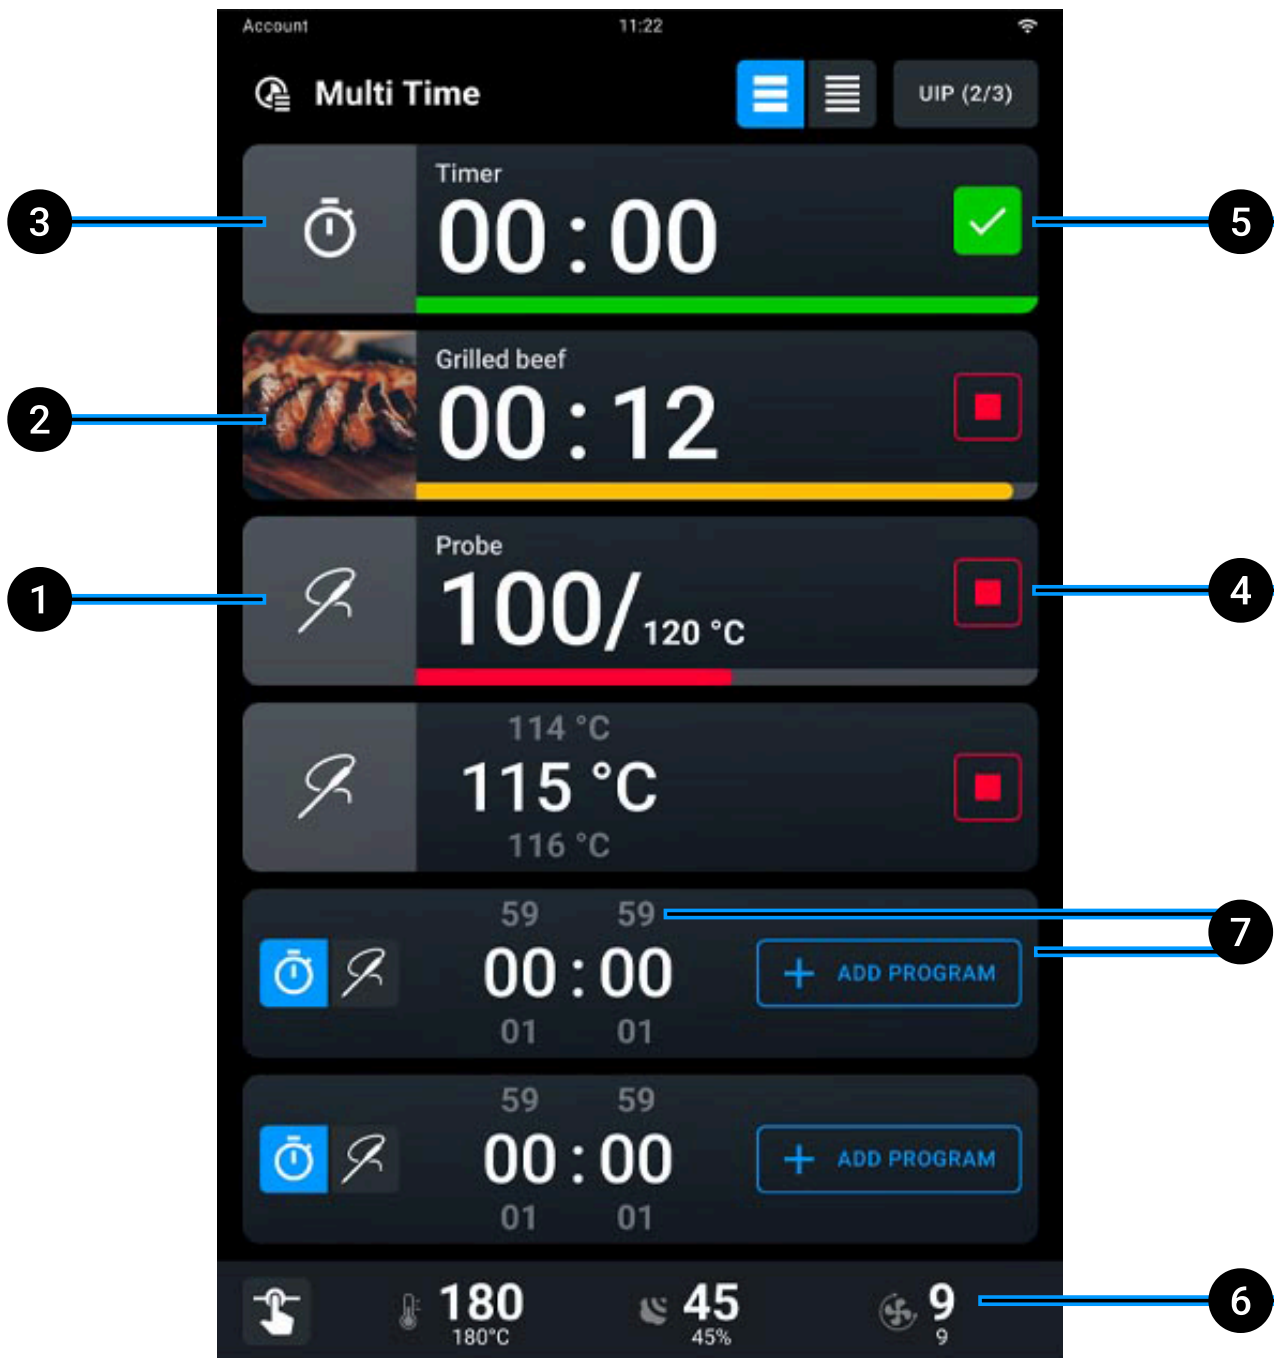 Account 11:22
Multi Time UIP (2/3)
3 Timer 5
00 : 00
2 Grilled beef
00 : 12
1 Probe 4
100/ 120 °C
114 °C
115 °C
116 °C
59 59 7
00 : 00 ADD PROGRAM
01 01
59 59
00 : 00 ADD PROGRAM
01 01
180 45 9 6
180°C 45% 9